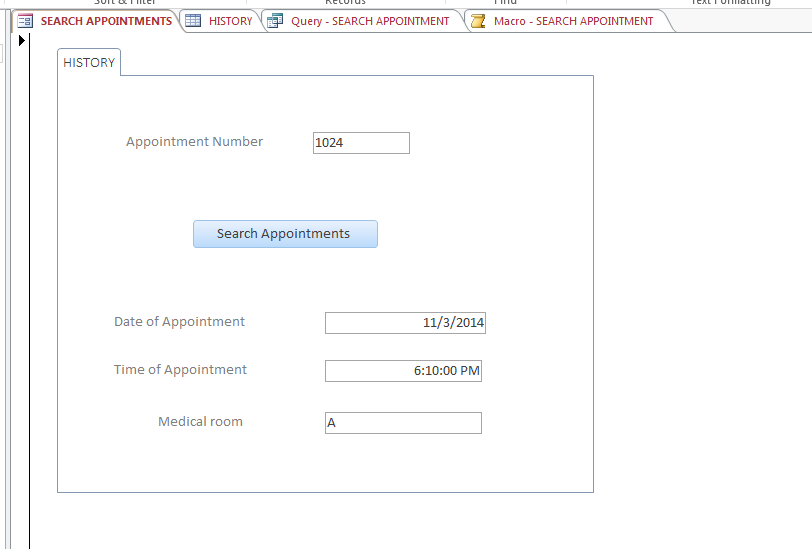 Sort & Filter Records Find Text Formatting
SEARCH APPOINTMENTS HISTORY Query - SEARCH APPOINTMENT Macro - SEARCH APPOINTMENT
HISTORY
Appointment Number 1024
Search Appointments
Date of Appointment 11/3/2014
Time of Appointment 6:10:00 PM
Medical room A